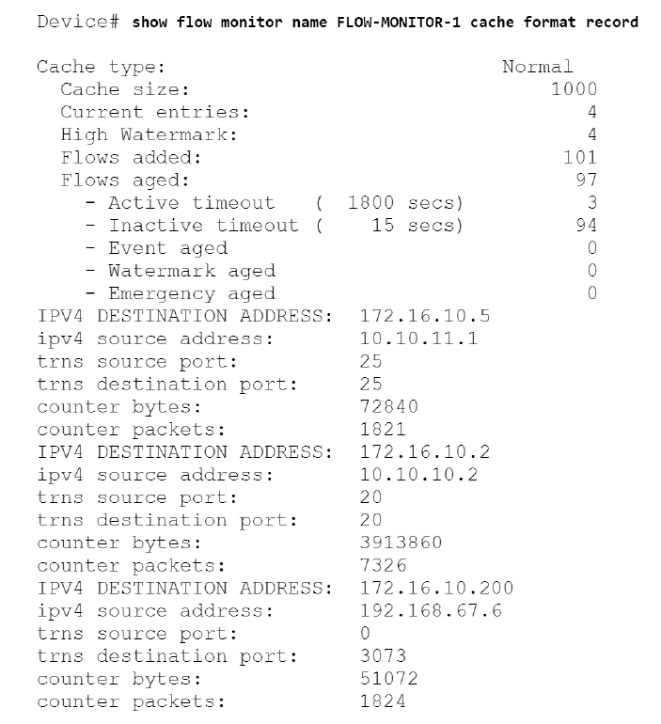 Device# show flow monitor name FLOW-MONITOR-1 cache format record
Cache type: Normal
Cache size: 1000
Current entries: 4
High Watermark: 4
Flows added: 101
Flows aged: 97
- Active timeout ( 1800 secs) 3
- Inactive timeout ( 15 secs) 94
- Event aged 0
- Watermark aged 0
- Emergency aged 0
IPV4 DESTINATION ADDRESS: 172.16.10.5
ipv4 source address: 10.10.11.1
trns source port: 25
trns destination port: 25
counter bytes: 72840
counter packets: 1821
IPV4 DESTINATION ADDRESS: 172.16.10.2
ipv4 source address: 10.10.10.2
trns source port: 20
trns destination port: 20
counter bytes: 3913860
counter packets: 7326
IPV4 DESTINATION ADDRESS: 172.16.10.200
ipv4 source address: 192.168.67.6
trns source port: 0
trns destination port: 3073
counter bytes: 51072
counter packets: 1824